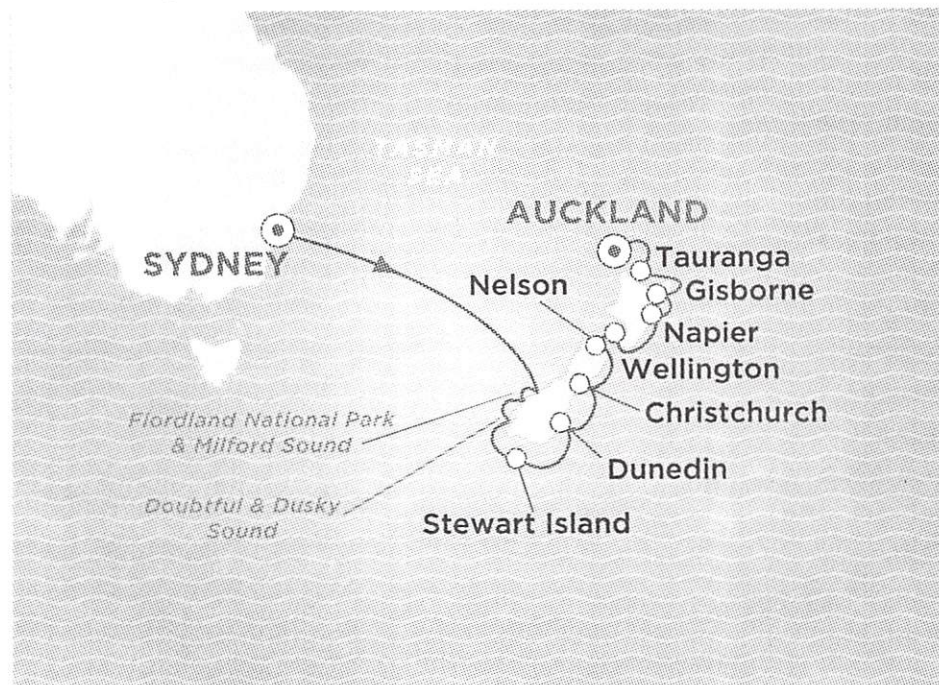 TASMAN
SEA
AUCKLAND
SYDNEY
Tauranga
Nelson
Gisborne
Napier
Wellington
Christchurch
Fiordland National Park
& Milford Sound
Dunedin
Doubtful & Dusky
Sound
Stewart Island